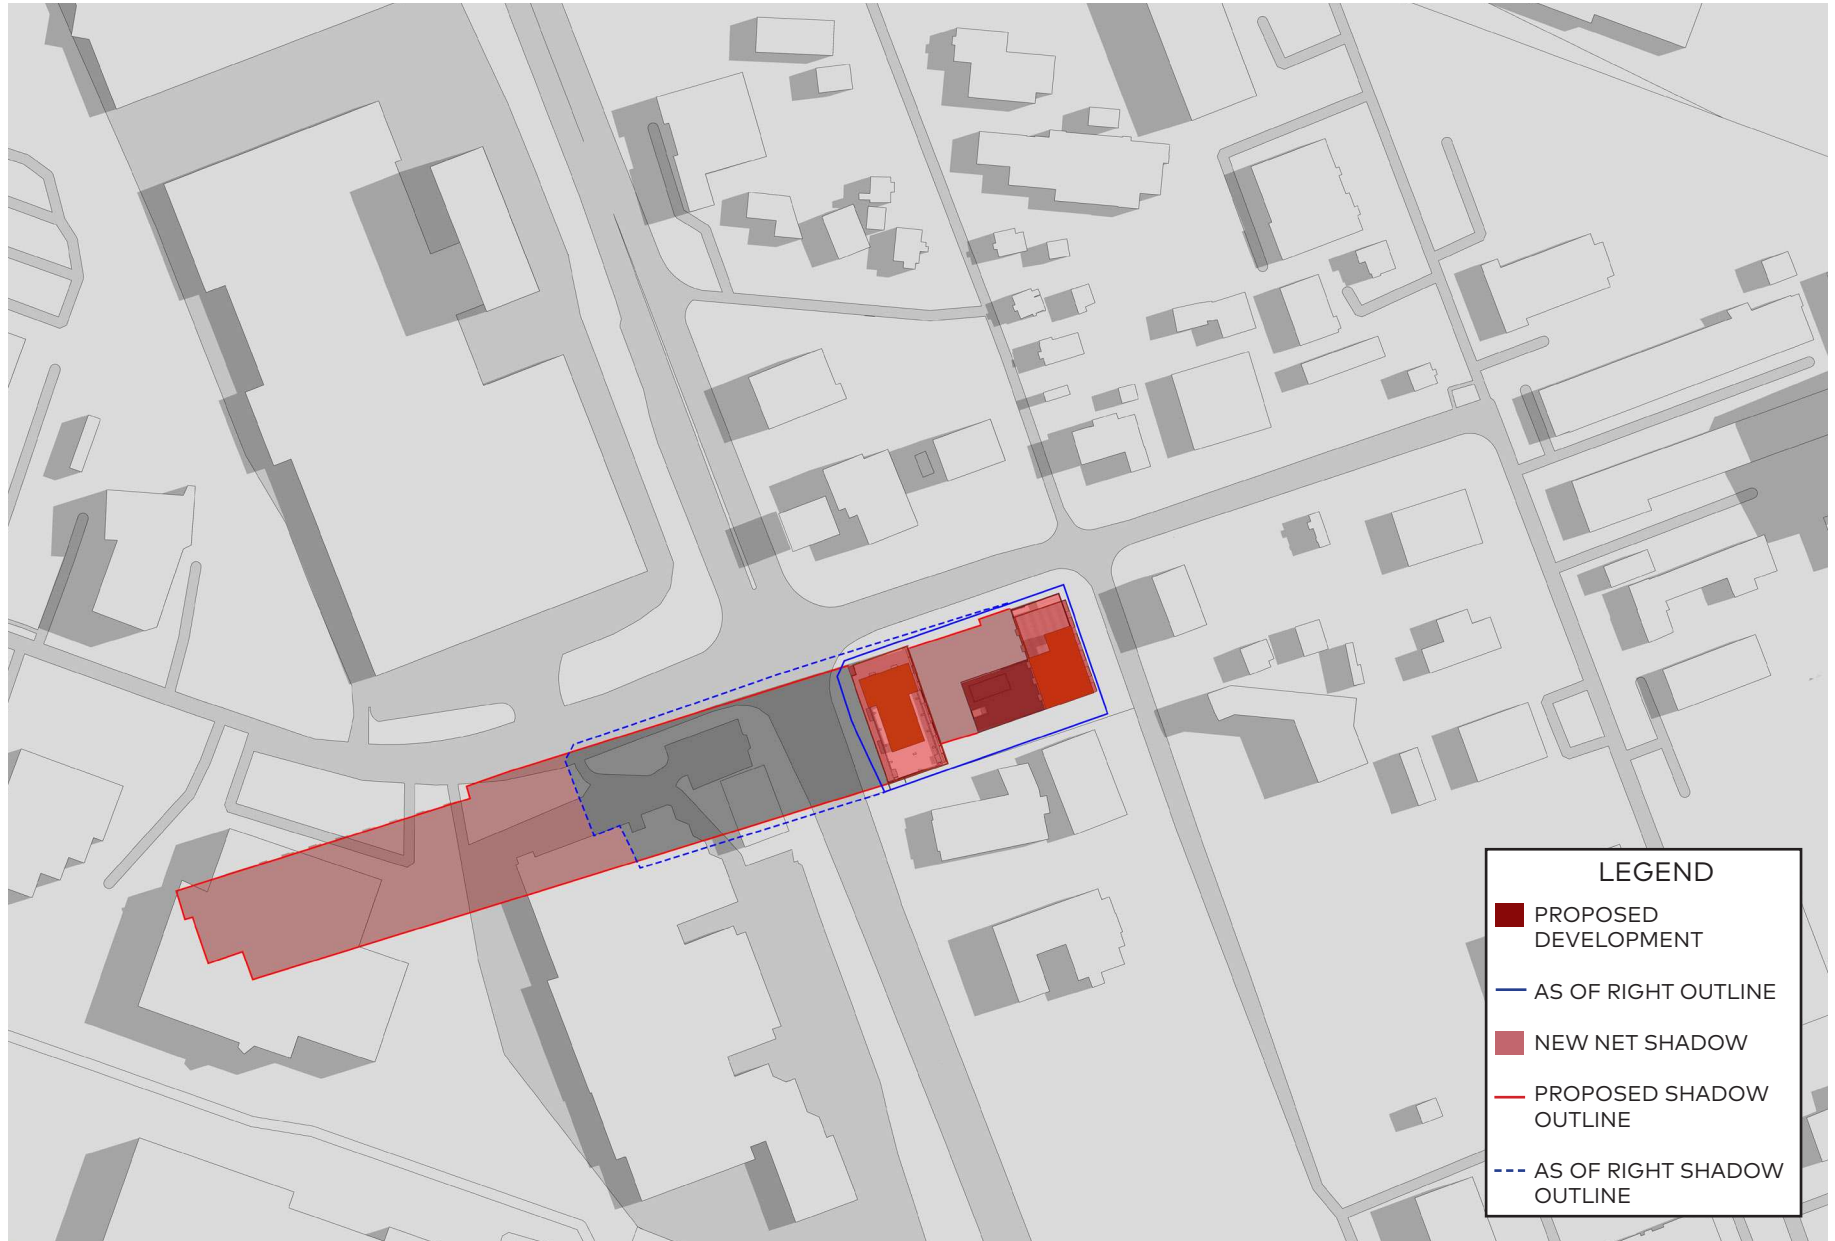 LEGEND
PROPOSED
DEVELOPMENT
AS OF RIGHT OUTLINE
NEW NET SHADOW
PROPOSED SHADOW
OUTLINE
AS OF RIGHT SHADOW
OUTLINE